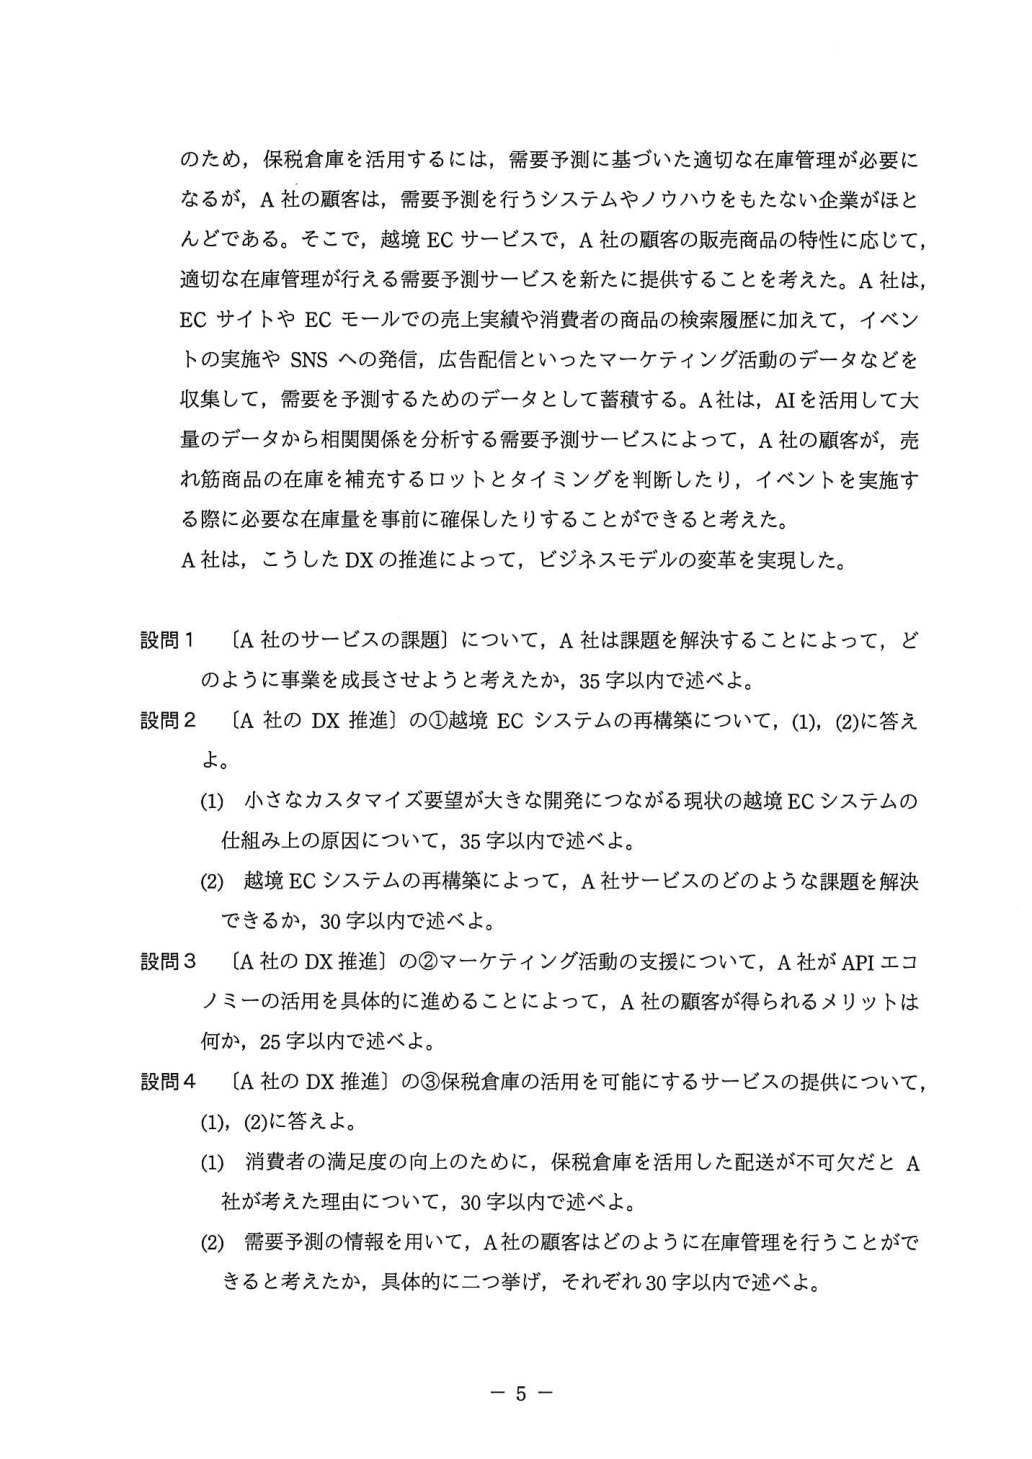 のため，保税倉庫を活用するには，需要予測に基づいた適切な在庫管理が必要に
なるが，A 社の顧客は，需要予測を行うシステムやノウハウをもたない企業がほと
んどである。そこで，越境 EC サービスで，A 社の顧客の販売商品の特性に応じて，
適切な在庫管理が行える需要予測サービスを新たに提供することを考えた。A 社は，
EC サイトや EC モールでの売上実績や消費者の商品の検索履歴に加えて，イベン
トの実施や SNS への発信，広告配信といったマーケティング活動のデータなどを
収集して，需要を予測するためのデータとして蓄積する。A社は，AIを活用して大
量のデータから相関関係を分析する需要予測サービスによって，A 社の顧客が，売
れ筋商品の在庫を補充するロットとタイミングを判断したり，イベントを実施す
る際に必要な在庫量を事前に確保したりすることができると考えた。
A 社は，こうした DX の推進によって，ビジネスモデルの変革を実現した。
設問1 〔A 社のサービスの課題〕について，A 社は課題を解決することによって，ど
のように事業を成長させようと考えたか，35 字以内で述べよ。
設問2 〔A 社の DX 推進〕の①越境 EC システムの再構築について，(1)，(2)に答え
よ。
(1) 小さなカスタマイズ要望が大きな開発につながる現状の越境 EC システムの
仕組み上の原因について，35 字以内で述べよ。
(2) 越境 EC システムの再構築によって，A 社サービスのどのような課題を解決
できるか，30 字以内で述べよ。
設問3 〔A 社の DX 推進〕の②マーケティング活動の支援について，A 社が API エコ
ノミーの活用を具体的に進めることによって，A 社の顧客が得られるメリットは
何か，25 字以内で述べよ。
設問4 〔A 社の DX 推進〕の③保税倉庫の活用を可能にするサービスの提供について，
(1)，(2)に答えよ。
(1) 消費者の満足度の向上のために，保税倉庫を活用した配送が不可欠だと A
社が考えた理由について，30 字以内で述べよ。
(2) 需要予測の情報を用いて，A社の顧客はどのように在庫管理を行うことがで
きると考えたか，具体的に二つ挙げ，それぞれ 30 字以内で述べよ。
－ 5 －